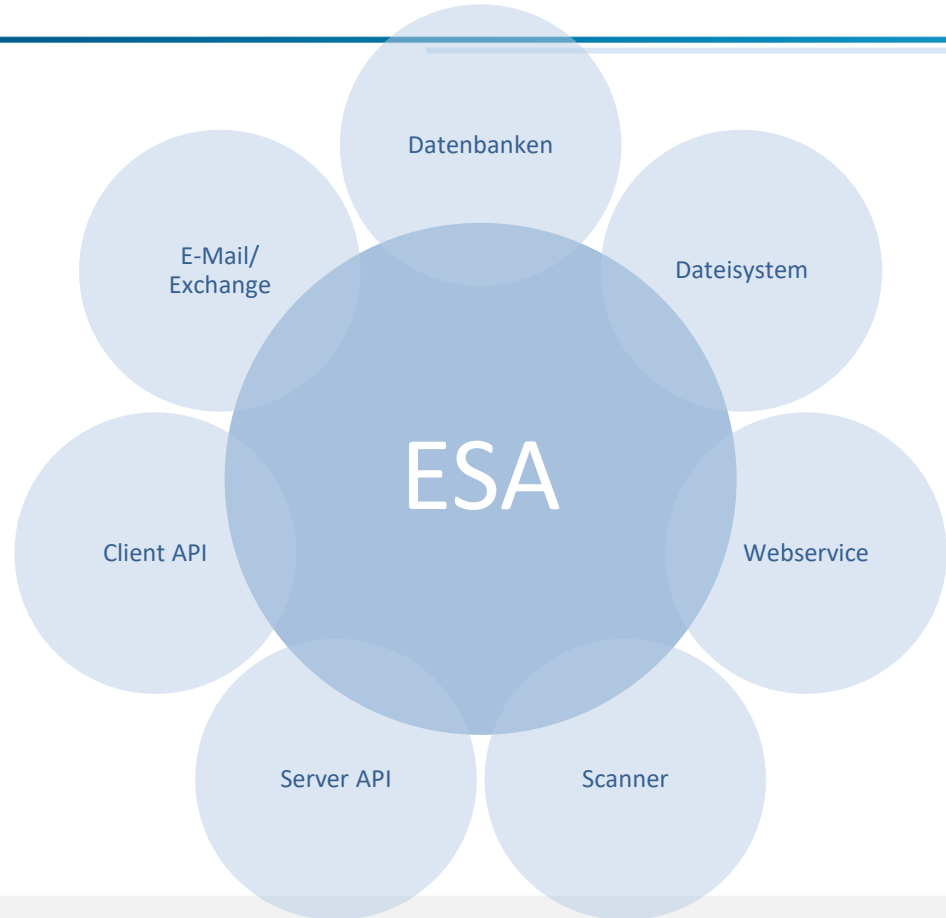 Datenbanken
E-Mail/
Exchange
Dateisystem
ESA
Client API
Webservice
Server API
Scanner